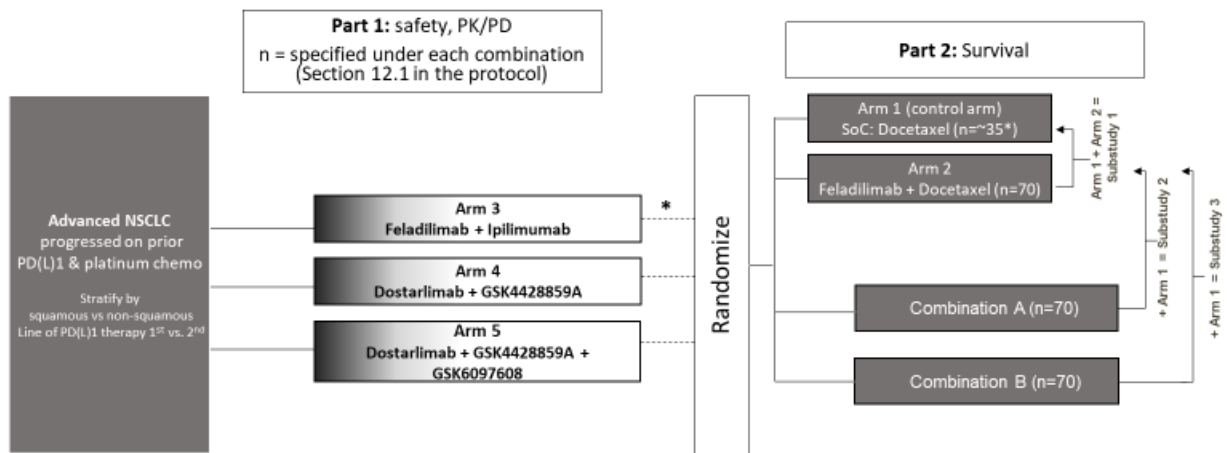 Part 1: safety, PK/PD
n = specified under each combination
(Section 12.1 in the protocol)
Part 2: Survival
Advanced NSCLC
progressed on prior
PD(L)1 & platinum chemo
Stratify by
squamous vs non-squamous
Line of PD(L)1 therapy 1st vs. 2nd
Arm 3
Feladilimab + Ipilimumab
*
Arm 4
Dostarlimab + GSK4428859A
Arm 5
Dostarlimab + GSK4428859A +
GSK6097608
Randomize
Arm 1 (control arm)
SoC: Docetaxel (n=~35*)
Arm 2
Feladilimab + Docetaxel (n=70)
Combination A (n=70)
Combination B (n=70)
Arm 1 + Arm 2 =
Substudy 1
+ Arm 1 = Substudy 2
+ Arm 1 = Substudy 3